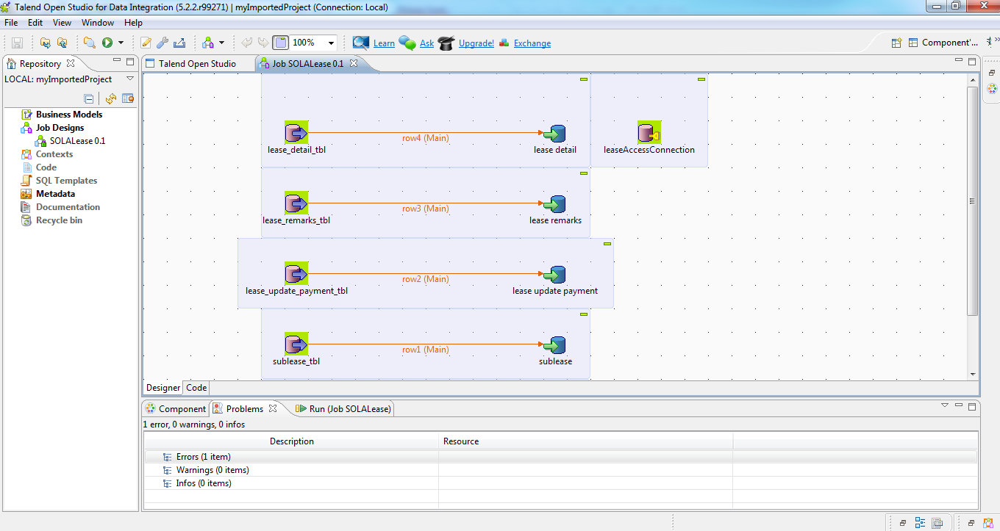 Talend Open Studio for Data Integration (5.2.2.r99271) | myImportedProject (Connection: Local)
File Edit View Window Help
100% Learn Ask Upgrade! Exchange Component'...
Repository
LOCAL: myImportedProject
Business Models
Job Designs
SOLALease 0.1
Contexts
Code
SQL Templates
Metadata
Documentation
Recycle bin
Talend Open Studio Job SOLALease 0.1
row4 (Main)
lease_detail_tbl lease detail leaseAccessConnection
row3 (Main)
lease_remarks_tbl lease remarks
row2 (Main)
lease_update_payment_tbl lease update payment
row1 (Main)
sublease_tbl sublease
Designer Code
Component Problems Run (Job SOLALease)
1 error, 0 warnings, 0 infos
Description Resource
Errors (1 item)
Warnings (0 items)
Infos (0 items)